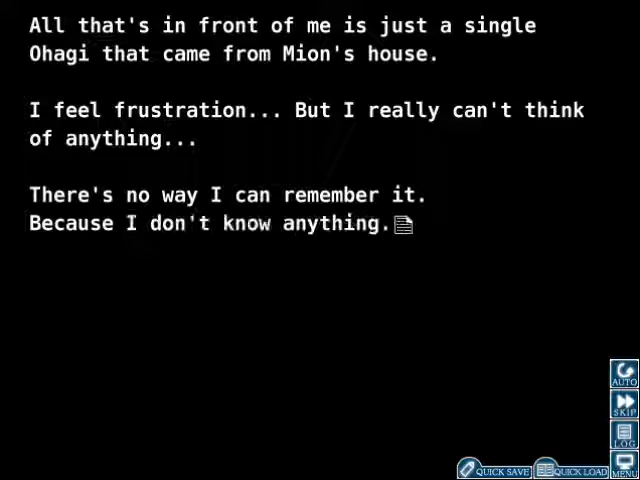 All that's in front of me is just a single
Ohagi that came from Mion's house.
I feel frustration... But I really can't think
of anything...
There's no way I can remember it.
Because I don't know anything.
AUTO
SKIP
LOG
MENU
QUICK SAVE
QUICK LOAD